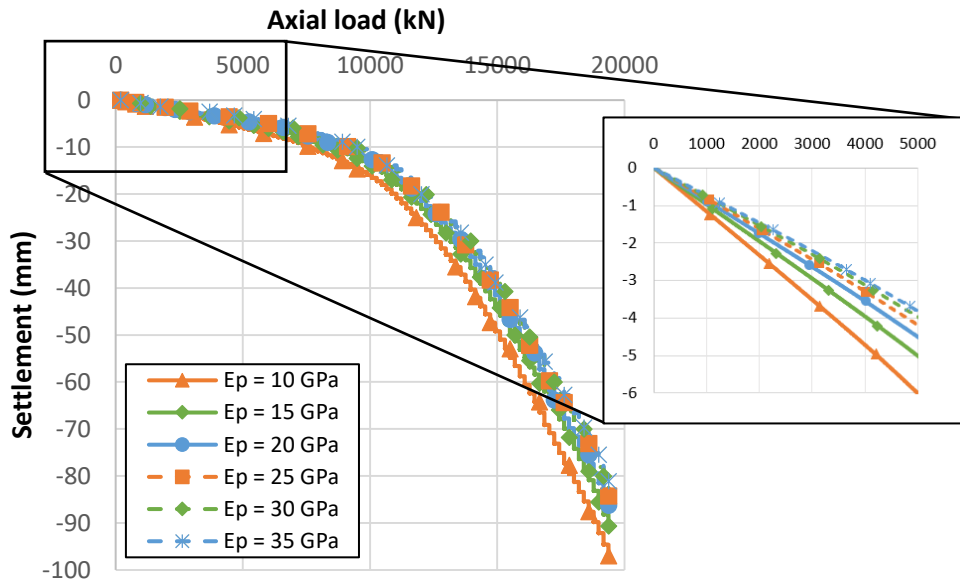 Axial load (kN)
0 5000 10000 15000 20000
0
-10
-20
-30
-40
-50
-60
-70
-80
-90
-100
Settlement (mm)
Ep = 10 GPa
Ep = 15 GPa
Ep = 20 GPa
Ep = 25 GPa
Ep = 30 GPa
Ep = 35 GPa
0 1000 2000 3000 4000 5000
0
-1
-2
-3
-4
-5
-6